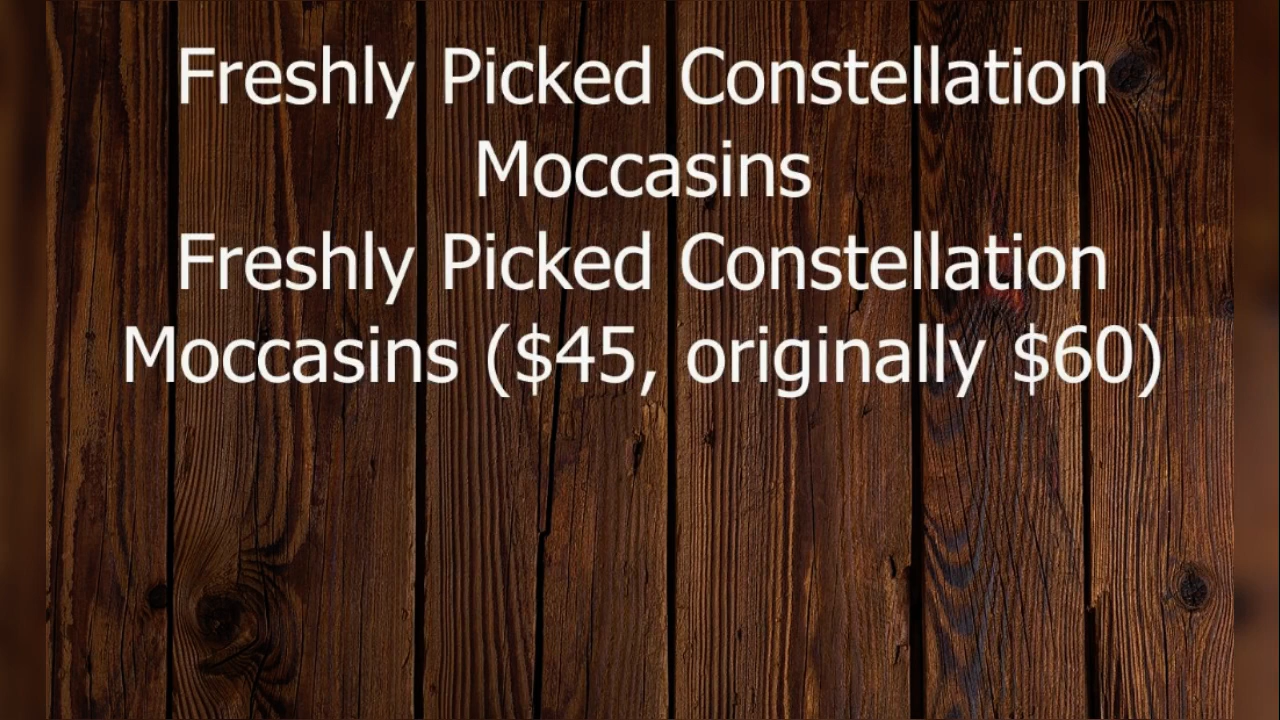 Freshly Picked Constellation
Moccasins
Freshly Picked Constellation
Moccasins ($45, originally $60)